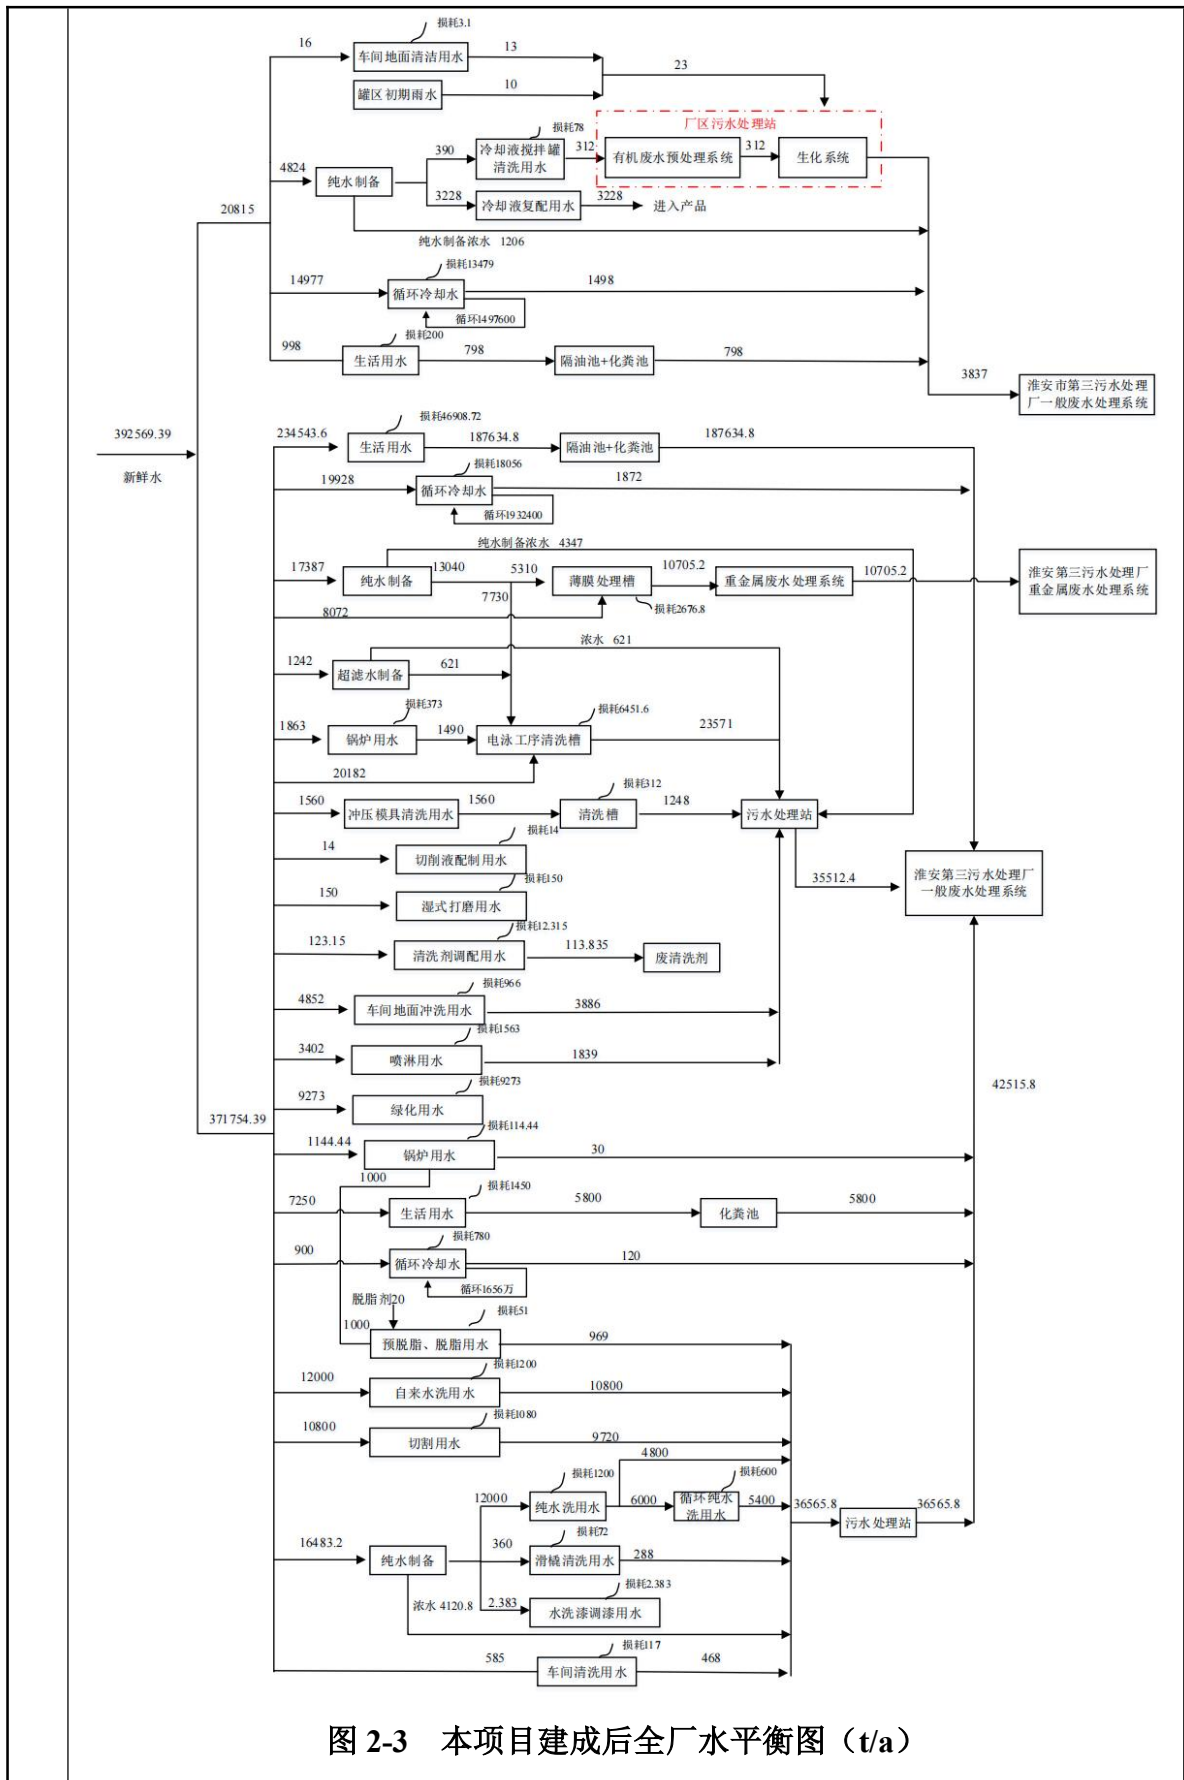 损耗3.1
16
车间地面清洁用水
13
23
罐区初期雨水
10
厂区污水处理站
损耗78
390
冷却液搅拌罐
清洗用水
312
有机废水预处理系统
312
生化系统
4824
纯水制备
3228
冷却液复配用水
3228
进入产品
20815
纯水制备浓水 1206
损耗13479
14977
循环冷却水
1498
循环1497600
损耗200
998
生活用水
798
隔油池+化粪池
798
3837
淮安市第三污水处理
厂一般废水处理系统
392569.39
新鲜水
损耗46908.72
234543.6
生活用水
187634.8
隔油池+化粪池
187634.8
损耗18056
19928
循环冷却水
1872
循环1932400
纯水制备浓水 4347
17387
纯水制备
13040
5310
7730
薄膜处理槽
10705.2
重金属废水处理系统
10705.2
淮安第三污水处理厂
重金属废水处理系统
损耗2676.8
8072
浓水 621
1242
超滤水制备
621
损耗373
损耗6451.6
1863
锅炉用水
1490
电泳工序清洗槽
23571
20182
损耗312
1560
冲压模具清洗用水
1560
清洗槽
1248
污水处理站
损耗14
14
切削液配制用水
35512.4
淮安第三污水处理厂
一般废水处理系统
损耗150
150
湿式打磨用水
损耗12.315
123.15
清洗剂调配用水
113.835
废清洗剂
损耗966
4852
车间地面冲洗用水
3886
损耗1563
3402
喷淋用水
1839
损耗9273
9273
绿化用水
42515.8
371754.39
损耗114.44
1144.44
锅炉用水
30
1000
损耗1450
7250
生活用水
5800
化粪池
5800
损耗780
900
循环冷却水
120
循环1656万
脱脂剂20
损耗51
1000
预脱脂、脱脂用水
969
损耗1200
12000
自来水洗用水
10800
损耗1080
10800
切割用水
9720
4800
损耗1200
损耗600
12000
纯水洗用水
6000
循环纯水
洗用水
5400
36565.8
污水处理站
36565.8
损耗72
16483.2
纯水制备
360
滑橇清洗用水
288
损耗2.383
浓水 4120.8
2.383
水洗漆调漆用水
损耗117
585
车间清洗用水
468
图 2-3 本项目建成后全厂水平衡图（t/a）